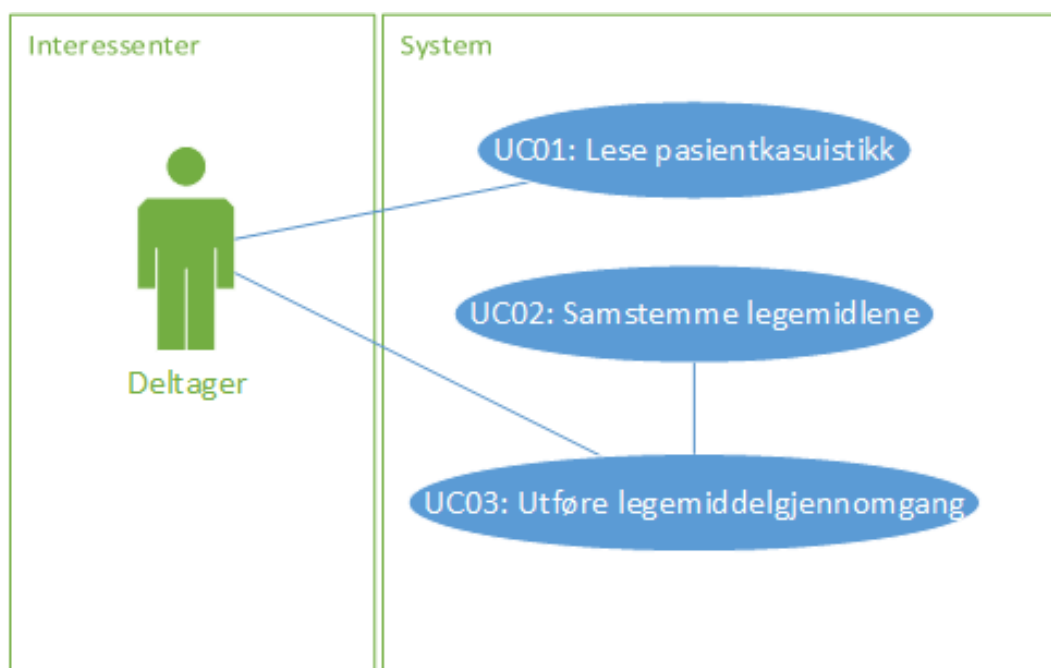 Interessenter
System
UC01: Lese pasientkasuistikk
UC02: Samstemme legemidlene
Deltager
UC03: Utføre legemiddelgjennomgang